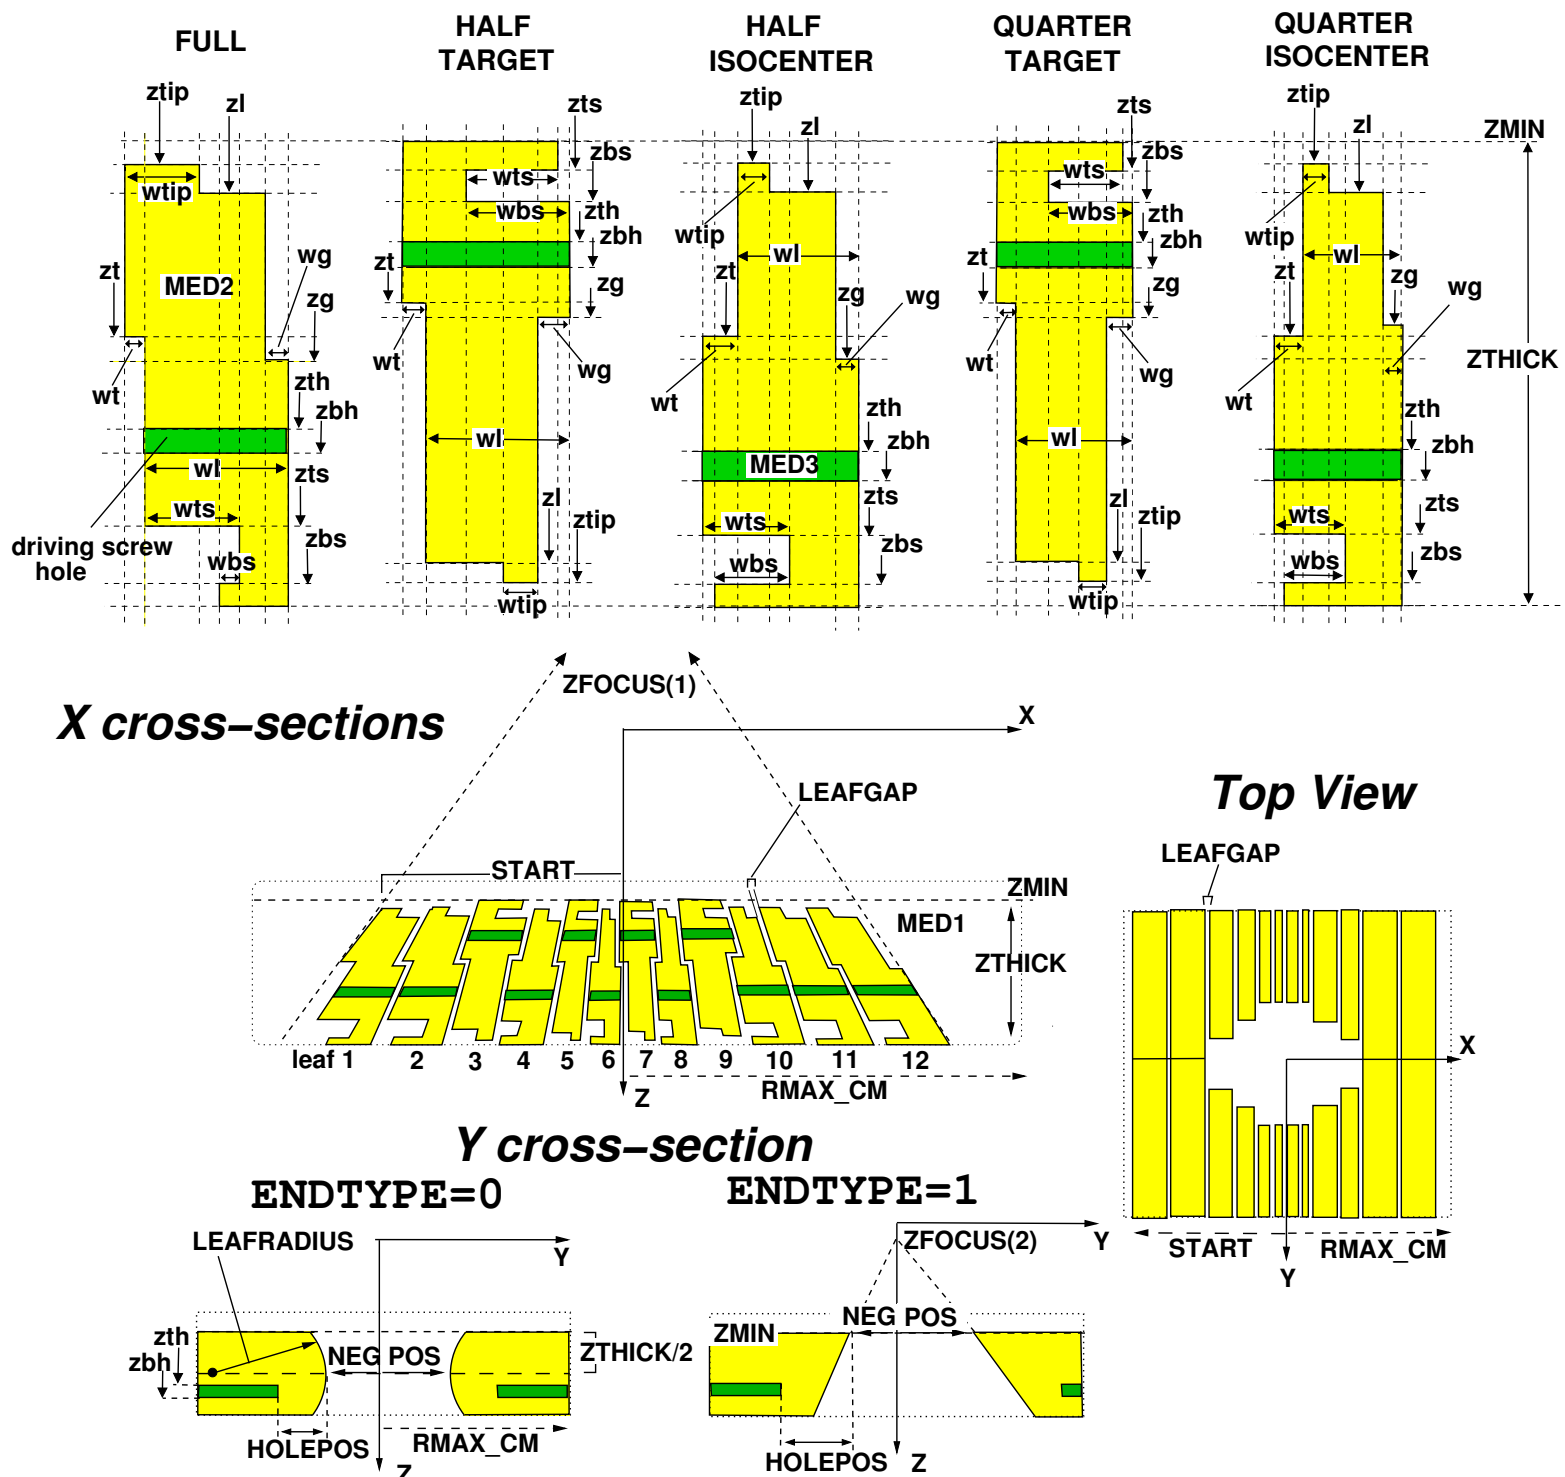 FULL
HALF
TARGET
HALF
ISOCENTER
QUARTER
TARGET
QUARTER
ISOCENTER
ztip
zl
wtip
MED2
zt
wg
zg
wt
zth
zbh
wl
zts
wts
driving screw
hole
wbs
zbs
zts
zbs
wts
wbs
zth
zbh
zt
zg
wt
wg
wl
zl
ztip
wtip
ztip
zl
wtip
wl
zt
zg
wg
wt
zth
zbh
MED3
zts
wts
zbs
wbs
zts
zbs
wts
wbs
zth
zbh
zt
zg
wt
wg
wl
zl
ztip
wtip
ztip
zl
wtip
wl
zt
zg
wg
wt
zth
zbh
zts
wts
zbs
wbs
ZMIN
ZTHICK
X cross−sections
ZFOCUS(1)
X
LEAFGAP
START
ZMIN
MED1
ZTHICK
leaf 1 2 3 4 5 6 7 8 9 10 11 12
Z
RMAX_CM
Top View
LEAFGAP
X
START
RMAX_CM
Y
Y cross−section
ENDTYPE=0
LEAFRADIUS
Y
zth
zbh
NEG POS
ZTHICK/2
HOLEPOS
RMAX_CM
Z
ENDTYPE=1
ZFOCUS(2)
Y
NEG POS
ZMIN
HOLEPOS
Z